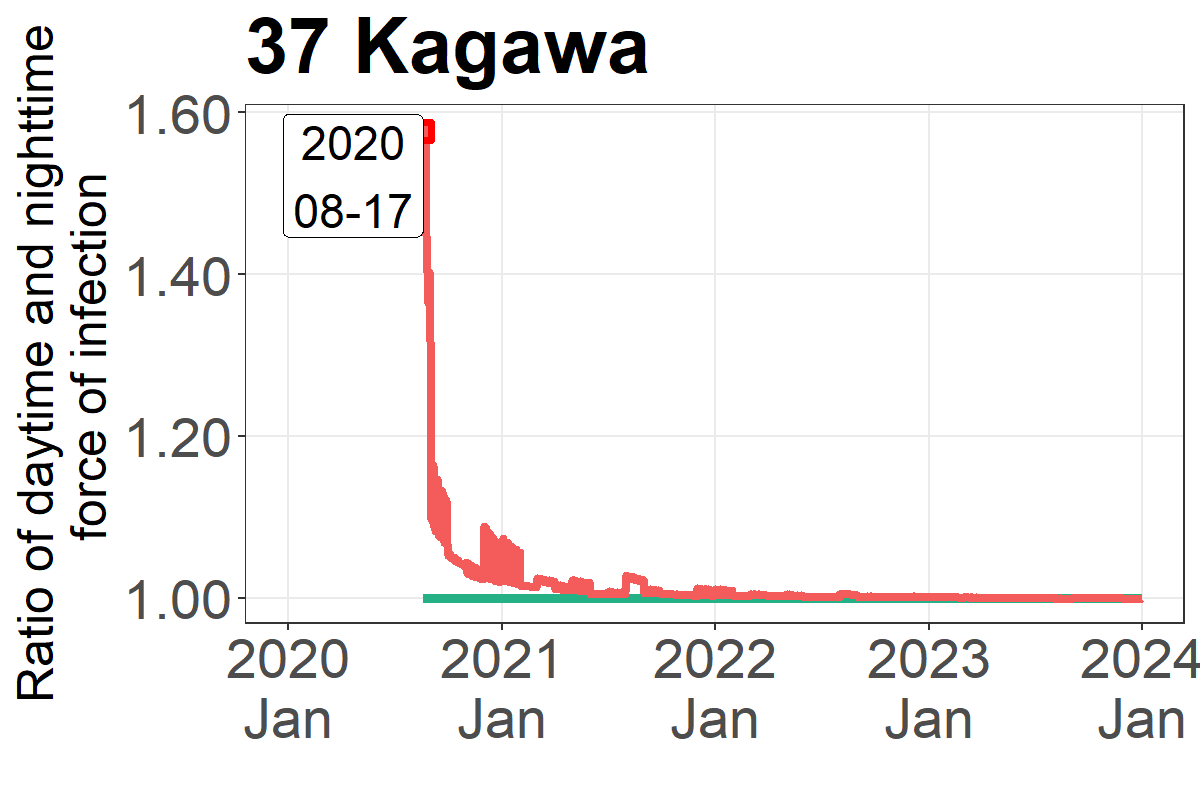 37 Kagawa
Ratio of daytime and nighttime
force of infection
1.60
1.40
1.20
1.00
2020
08-17
2020 2021 2022 2023 2024
Jan Jan Jan Jan Jan